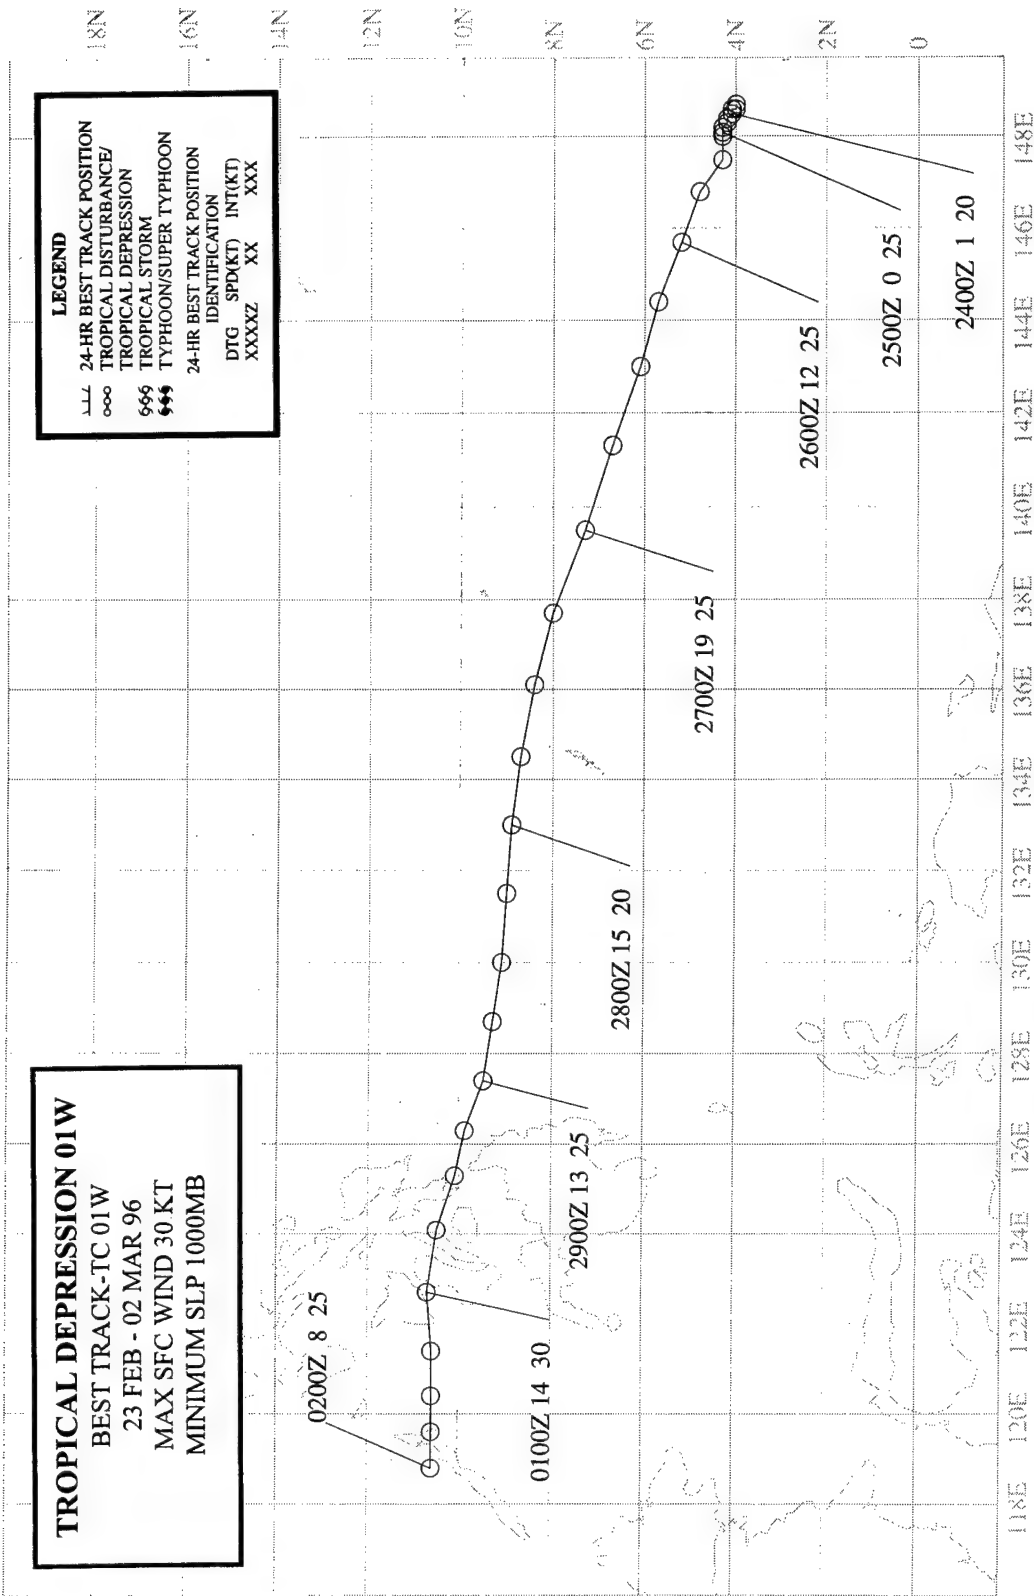 TROPICAL DEPRESSION 01W
BEST TRACK-TC 01W
23 FEB - 02 MAR 96
MAX SFC WIND 30 KT
MINIMUM SLP 1000MB
LEGEND
24-HR BEST TRACK POSITION
TROPICAL DISTURBANCE/
TROPICAL DEPRESSION
TROPICAL STORM
TYPHOON/SUPER TYPHOON
24-HR BEST TRACK POSITION
IDENTIFICATION
DTG SPD(KT) INT(KT)
XXXXZ XX XXX
18N
16N
14N
12N
10N
8N
6N
4N
2N
0
0200Z 8 25
0100Z 14 30
2900Z 13 25
2800Z 15 20
2700Z 19 25
2600Z 12 25
2500Z 0 25
2400Z 1 20
118E
120E
122E
124E
126E
128E
130E
132E
134E
136E
138E
140E
142E
144E
146E
148E